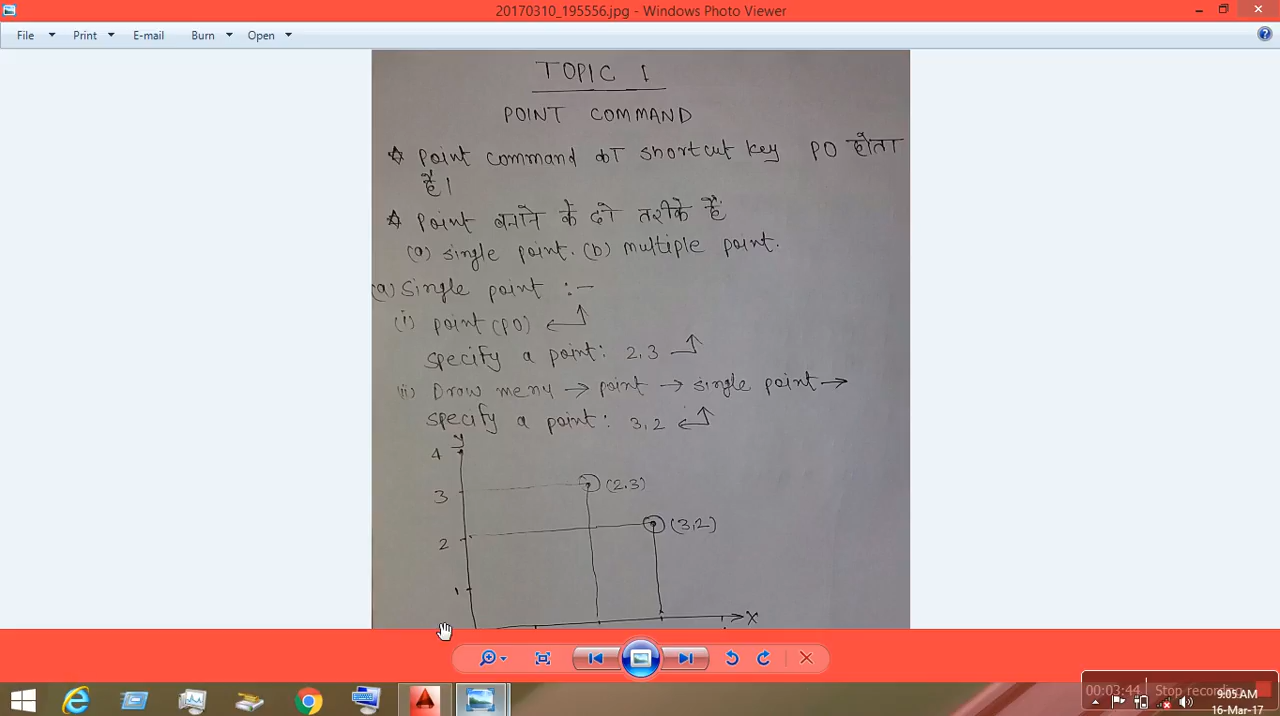 20170310_195556.jpg - Windows Photo Viewer
File Print E-mail Burn Open
TOPIC 1
POINT COMMAND
☆ Point command का shortcut key PO होता
है।
☆ Point बनाने के दो तरीके हैं
(a) single point. (b) multiple point.
(a) Single point :-
(i) point (PO) ↵
specify a point: 2,3 ↵
(ii) Draw menu → point → single point →
specify a point: 3,2 ↵
y
4
3 (2.3)
(3,2)
2
1
X
00:03:44 Stop recording
9:05 AM
16-Mar-17